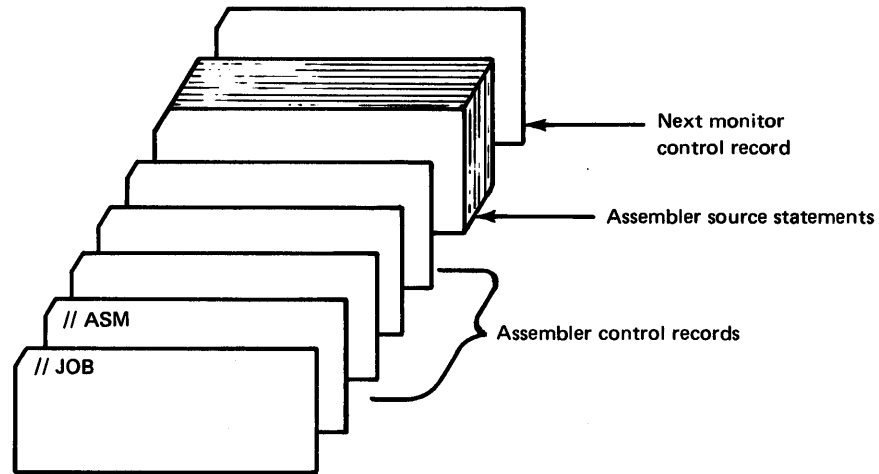 Next monitor
control record
Assembler source statements
Assembler control records
// ASM
// JOB